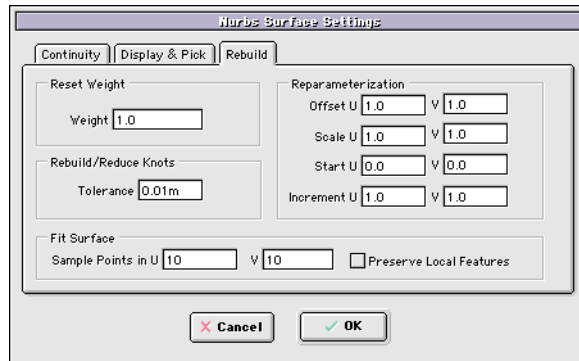 Nurbs Surface Settings
Continuity Display & Pick Rebuild
Reset Weight
Weight 1.0
Rebuild/Reduce Knots
Tolerance 0.01m
Reparameterization
Offset U 1.0 V 1.0
Scale U 1.0 V 1.0
Start U 0.0 V 0.0
Increment U 1.0 V 1.0
Fit Surface
Sample Points in U 10 V 10 Preserve Local Features
Cancel OK